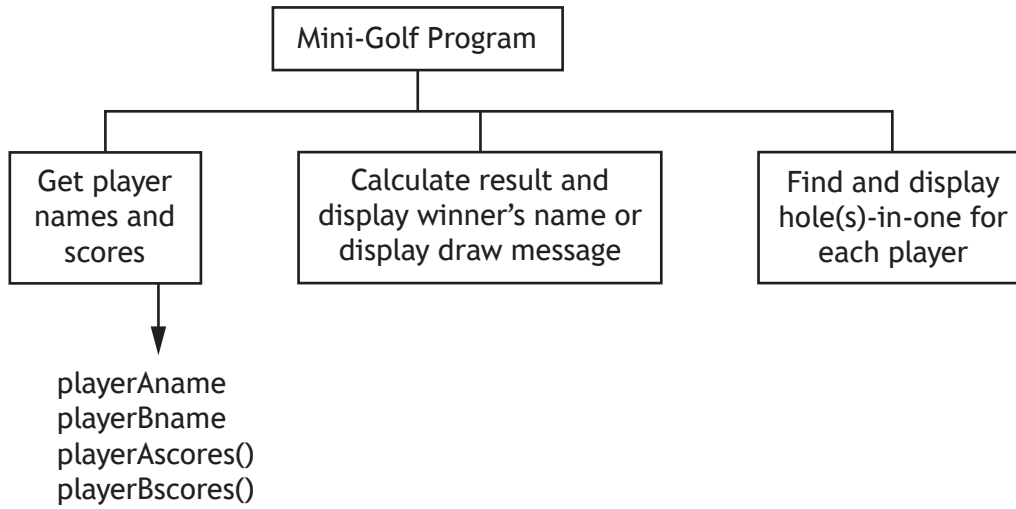 Mini-Golf Program
Get player
names and
scores
Calculate result and
display winner’s name or
display draw message
Find and display
hole(s)-in-one for
each player
playerAname
playerBname
playerAscores()
playerBscores()